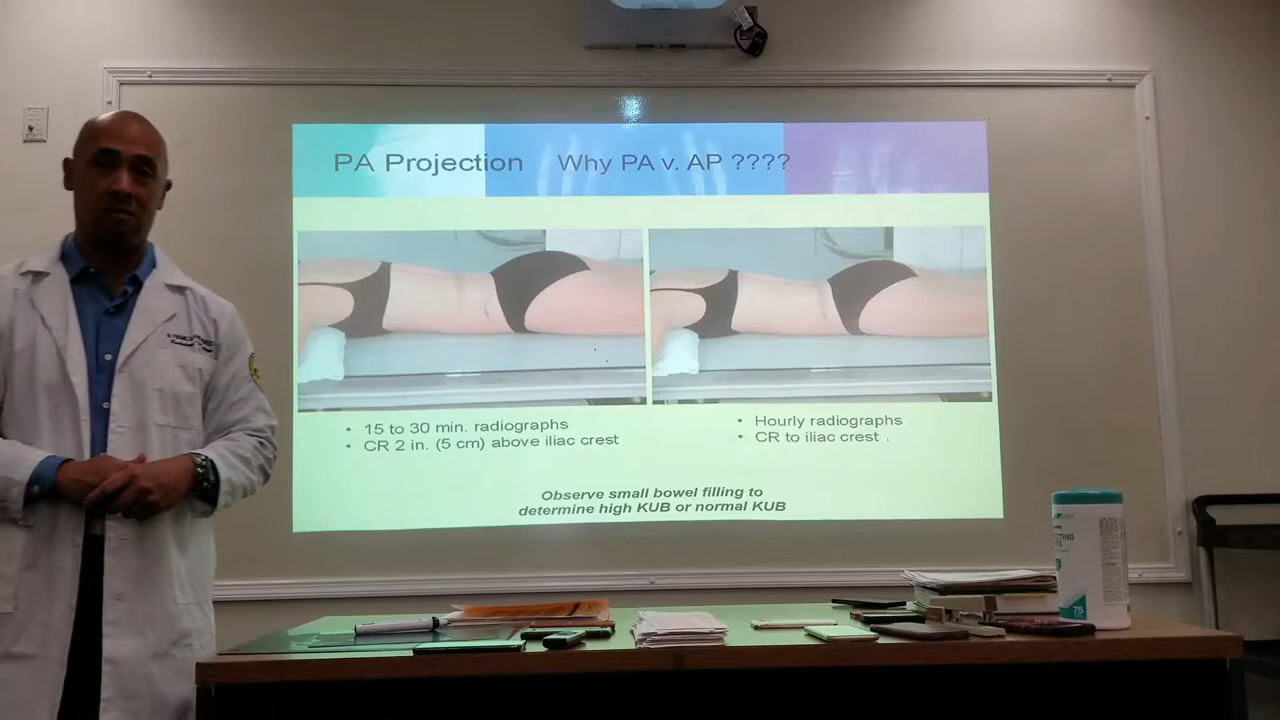 PA Projection Why PA v. AP ????
• 15 to 30 min. radiographs
• CR 2 in. (5 cm) above iliac crest
• Hourly radiographs
• CR to iliac crest .
Observe small bowel filling to
determine high KUB or normal KUB
75